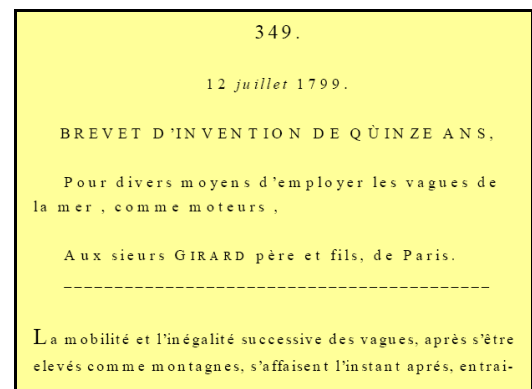 349.
12 juillet 1799.
BREVET D'INVENTION DE QÙINZE ANS,
Pour divers moyens d'employer les vagues de
la mer , comme moteurs ,
Aux sieurs GIRARD père et fils, de Paris.
La mobilité et l'inégalité successive des vagues, après s'être
elevés comme montagnes, s'affaisent l'instant aprés, entrai-